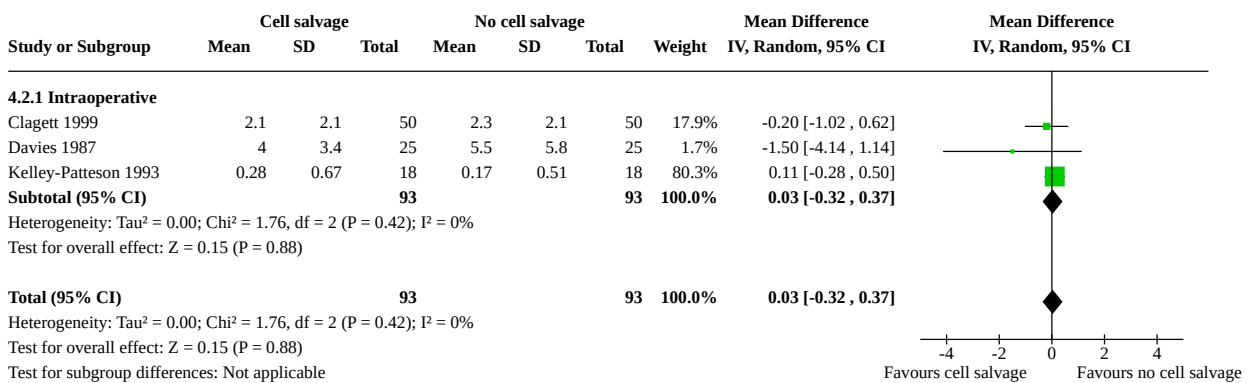 Cell salvage No cell salvage Mean Difference Mean Difference
Study or Subgroup Mean SD Total Mean SD Total Weight IV, Random, 95% CI IV, Random, 95% CI
4.2.1 Intraoperative
Clagett 1999 2.1 2.1 50 2.3 2.1 50 17.9% -0.20 [-1.02 , 0.62]
Davies 1987 4 3.4 25 5.5 5.8 25 1.7% -1.50 [-4.14 , 1.14]
Kelley-Patteson 1993 0.28 0.67 18 0.17 0.51 18 80.3% 0.11 [-0.28 , 0.50]
Subtotal (95% CI) 93 93 100.0% 0.03 [-0.32 , 0.37]
Heterogeneity: Tau² = 0.00; Chi² = 1.76, df = 2 (P = 0.42); I² = 0%
Test for overall effect: Z = 0.15 (P = 0.88)
Total (95% CI) 93 93 100.0% 0.03 [-0.32 , 0.37]
Heterogeneity: Tau² = 0.00; Chi² = 1.76, df = 2 (P = 0.42); I² = 0%
Test for overall effect: Z = 0.15 (P = 0.88) -4 -2 0 2 4
Test for subgroup differences: Not applicable Favours cell salvage Favours no cell salvage